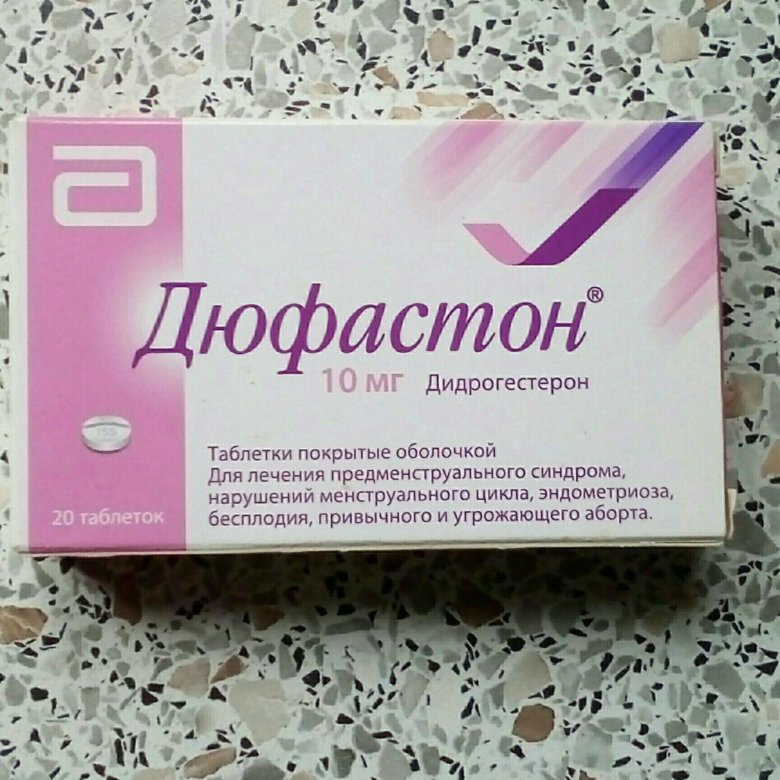 Дюфастон®
10 мг Дидрогестерон
Таблетки покрытые оболочкой
Для лечения предменструального синдрома,
нарушений менструального цикла, эндометриоза,
бесплодия, привычного и угрожающего аборта.
20 таблеток
155